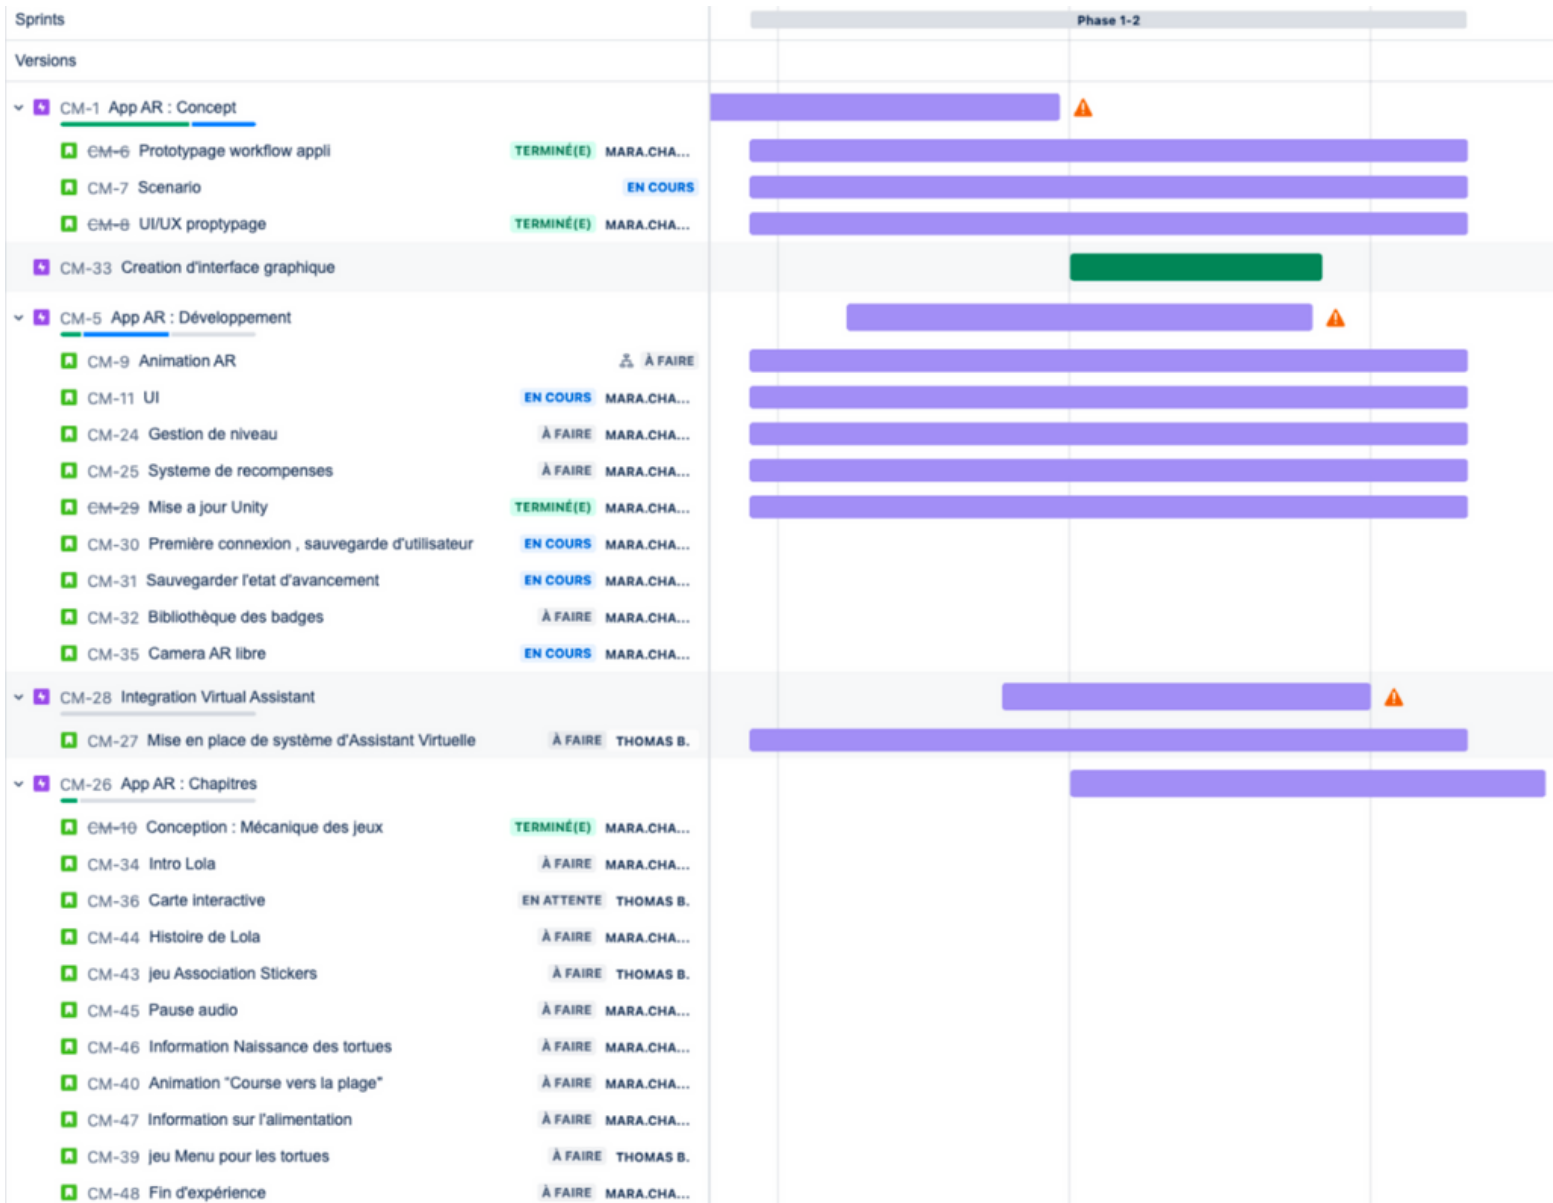 Sprints Phase 1-2
Versions
CM-1 App AR : Concept
CM-6 Prototypage workflow appli TERMINÉ(E) MARA.CHA...
CM-7 Scenario EN COURS
CM-8 UI/UX proptypage TERMINÉ(E) MARA.CHA...
CM-33 Creation d'interface graphique
CM-5 App AR : Développement
CM-9 Animation AR À FAIRE
CM-11 UI EN COURS MARA.CHA...
CM-24 Gestion de niveau À FAIRE MARA.CHA...
CM-25 Systeme de recompenses À FAIRE MARA.CHA...
CM-29 Mise a jour Unity TERMINÉ(E) MARA.CHA...
CM-30 Première connexion , sauvegarde d'utilisateur EN COURS MARA.CHA...
CM-31 Sauvegarder l'etat d'avancement EN COURS MARA.CHA...
CM-32 Bibliothèque des badges À FAIRE MARA.CHA...
CM-35 Camera AR libre EN COURS MARA.CHA...
CM-28 Integration Virtual Assistant
CM-27 Mise en place de système d'Assistant Virtuelle À FAIRE THOMAS B.
CM-26 App AR : Chapitres
CM-10 Conception : Mécanique des jeux TERMINÉ(E) MARA.CHA...
CM-34 Intro Lola À FAIRE MARA.CHA...
CM-36 Carte interactive EN ATTENTE THOMAS B.
CM-44 Histoire de Lola À FAIRE MARA.CHA...
CM-43 jeu Association Stickers À FAIRE THOMAS B.
CM-45 Pause audio À FAIRE MARA.CHA...
CM-46 Information Naissance des tortues À FAIRE MARA.CHA...
CM-40 Animation "Course vers la plage" À FAIRE MARA.CHA...
CM-47 Information sur l'alimentation À FAIRE MARA.CHA...
CM-39 jeu Menu pour les tortues À FAIRE THOMAS B.
CM-48 Fin d'expérience À FAIRE MARA.CHA...